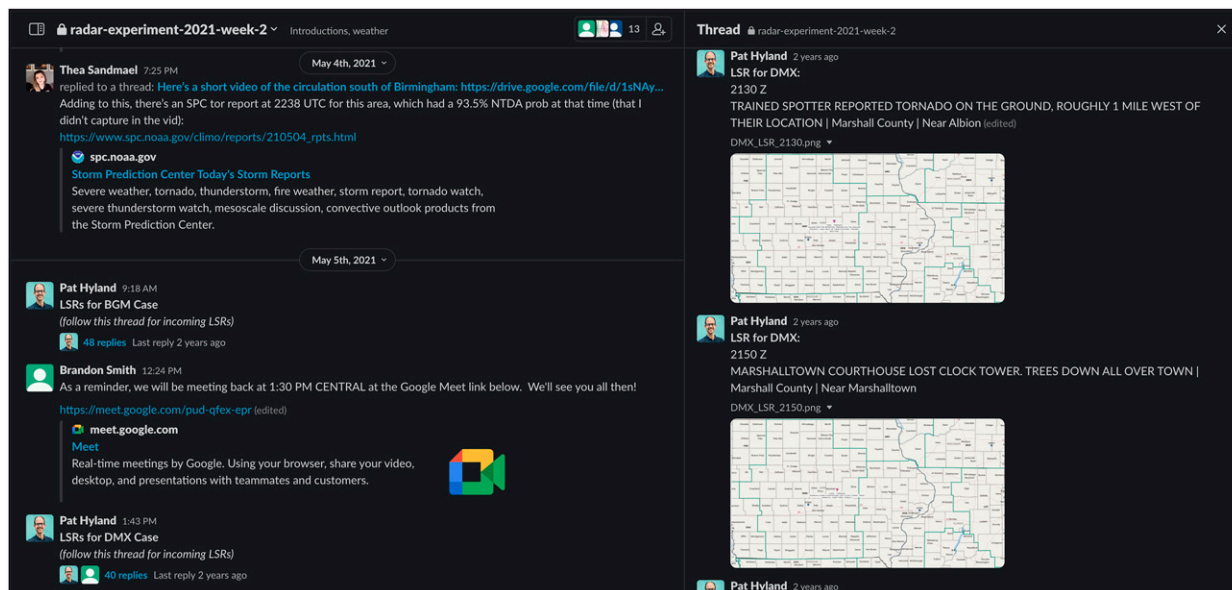 radar-experiment-2021-week-2
Introductions, weather
13
May 4th, 2021
Thea Sandmael 7:25 PM
replied to a thread: Here's a short video of the circulation south of Birmingham: https://drive.google.com/file/d/1sNAy...
Adding to this, there's an SPC tor report at 2238 UTC for this area, which had a 93.5% NTDA prob at that time (that I
didn't capture in the vid):
https://www.spc.noaa.gov/climo/reports/210504_rpts.html
spc.noaa.gov
Storm Prediction Center Today's Storm Reports
Severe weather, tornado, thunderstorm, fire weather, storm report, tornado watch,
severe thunderstorm watch, mesoscale discussion, convective outlook products from
the Storm Prediction Center.
May 5th, 2021
Pat Hyland 9:18 AM
LSRs for BGM Case
(follow this thread for incoming LSRs)
48 replies Last reply 2 years ago
Brandon Smith 12:24 PM
As a reminder, we will be meeting back at 1:30 PM CENTRAL at the Google Meet link below. We'll see you all then!
https://meet.google.com/pud-qfex-epr (edited)
meet.google.com
Meet
Real-time meetings by Google. Using your browser, share your video,
desktop, and presentations with teammates and customers.
Pat Hyland 1:43 PM
LSRs for DMX Case
(follow this thread for incoming LSRs)
40 replies Last reply 2 years ago
Thread radar-experiment-2021-week-2
Pat Hyland 2 years ago
LSR for DMX:
2130 Z
TRAINED SPOTTER REPORTED TORNADO ON THE GROUND, ROUGHLY 1 MILE WEST OF
THEIR LOCATION | Marshall County | Near Albion (edited)
DMX_LSR_2130.png
Pat Hyland 2 years ago
LSR for DMX:
2150 Z
MARSHALLTOWN COURTHOUSE LOST CLOCK TOWER. TREES DOWN ALL OVER TOWN |
Marshall County | Near Marshalltown
DMX_LSR_2150.png
Pat Hyland 2 years ago